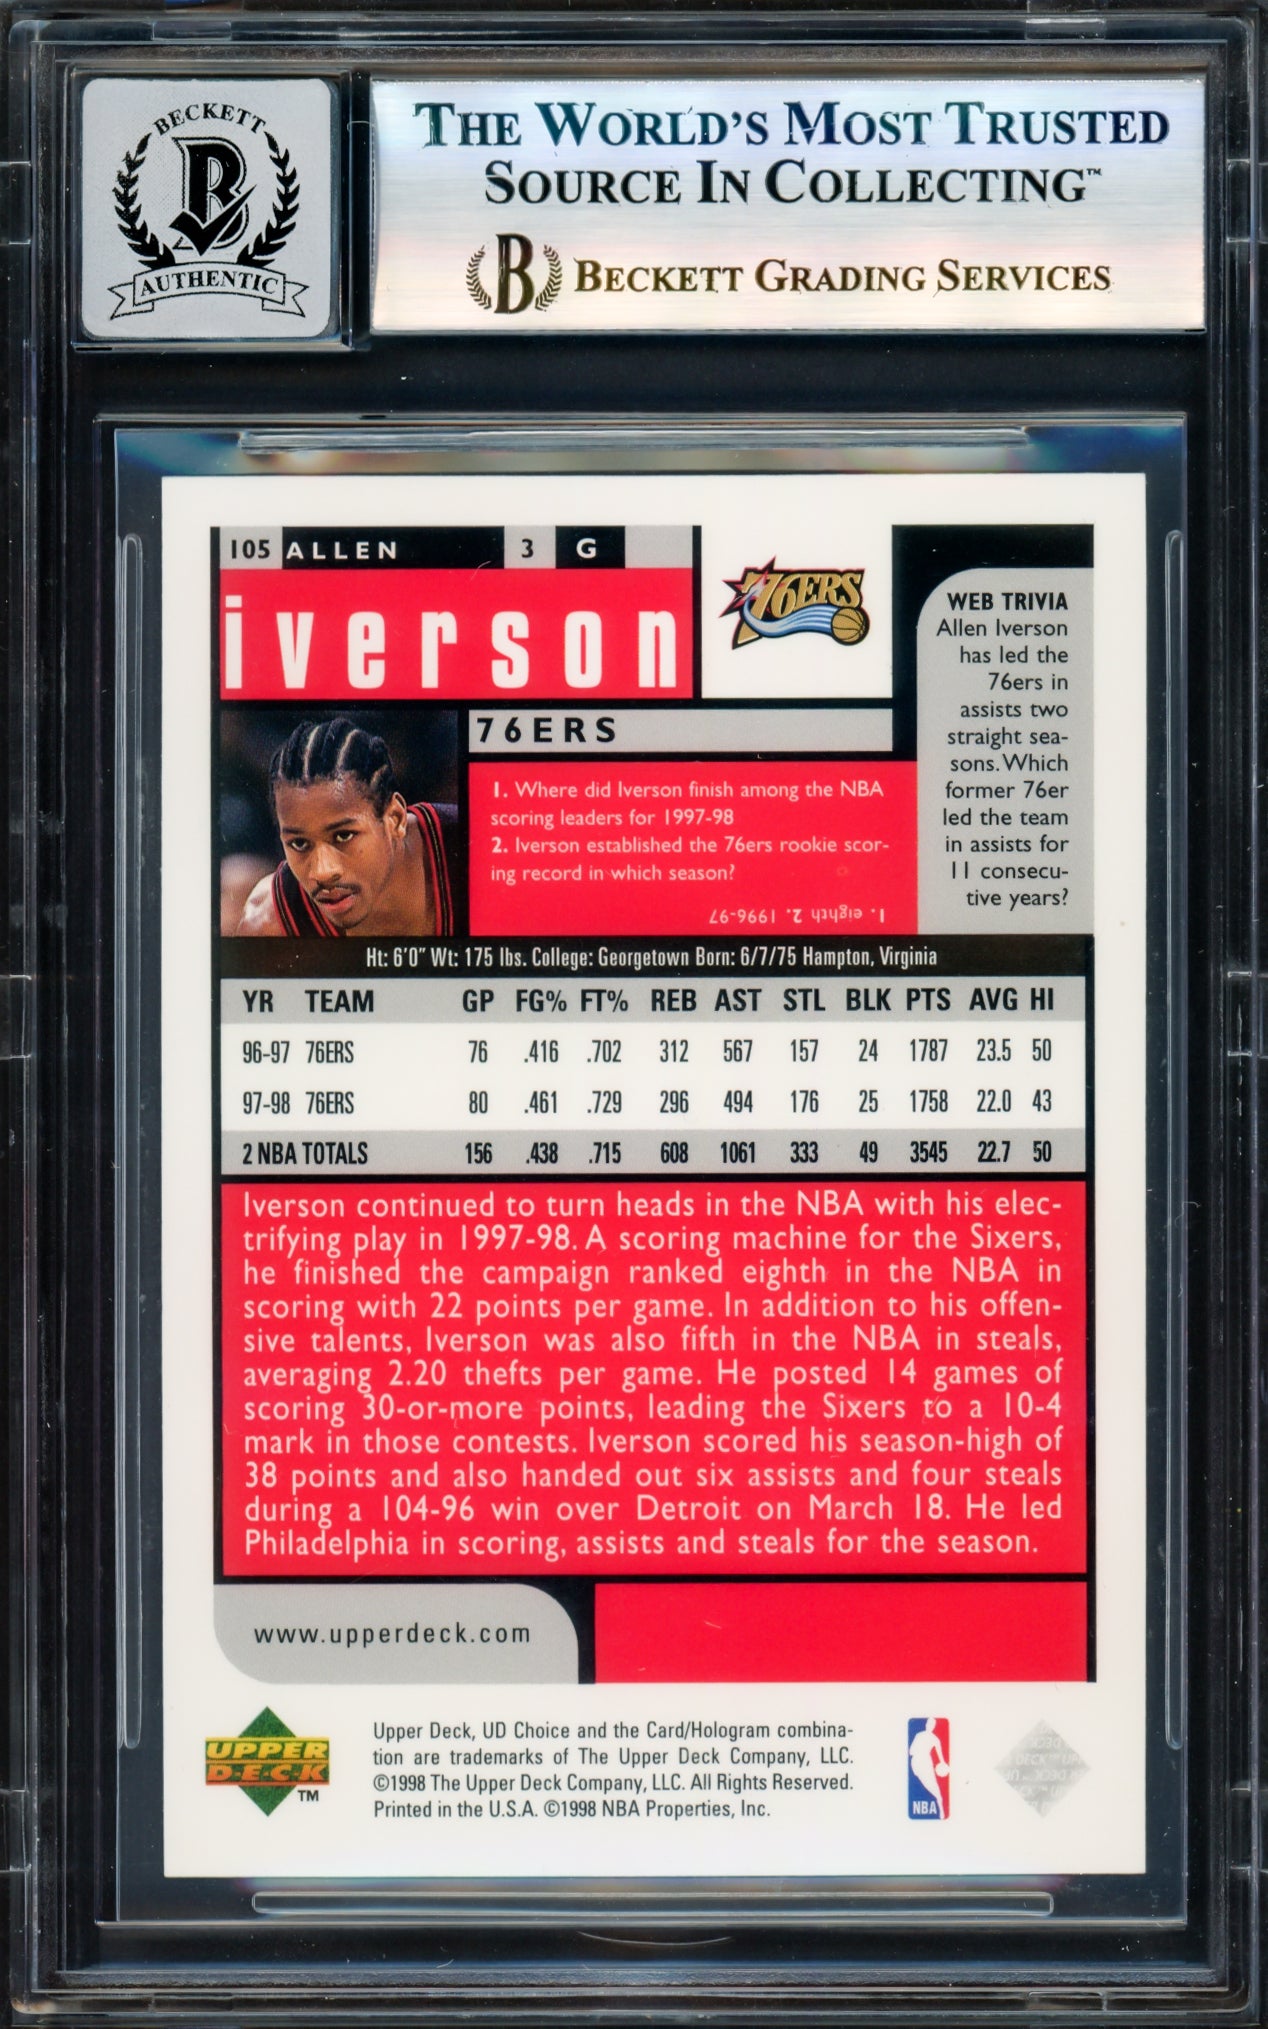 BECKETT
AUTHENTIC
THE WORLD'S MOST TRUSTED
SOURCE IN COLLECTING™
B BECKETT GRADING SERVICES
105 ALLEN 3 G
iverson
76ERS
76ERS
1. Where did Iverson finish among the NBA
scoring leaders for 1997-98
2. Iverson established the 76ers rookie scor-
ing record in which season?
1. eighth 2. 1996-97
WEB TRIVIA
Allen Iverson
has led the
76ers in
assists two
straight sea-
sons. Which
former 76er
led the team
in assists for
11 consecu-
tive years?
Ht: 6'0" Wt: 175 lbs. College: Georgetown Born: 6/7/75 Hampton, Virginia
YR TEAM GP FG% FT% REB AST STL BLK PTS AVG HI
96-97 76ERS 76 .416 .702 312 567 157 24 1787 23.5 50
97-98 76ERS 80 .461 .729 296 494 176 25 1758 22.0 43
2 NBA TOTALS 156 .438 .715 608 1061 333 49 3545 22.7 50
Iverson continued to turn heads in the NBA with his elec-
trifying play in 1997-98. A scoring machine for the Sixers,
he finished the campaign ranked eighth in the NBA in
scoring with 22 points per game. In addition to his offen-
sive talents, Iverson was also fifth in the NBA in steals,
averaging 2.20 thefts per game. He posted 14 games of
scoring 30-or-more points, leading the Sixers to a 10-4
mark in those contests. Iverson scored his season-high of
38 points and also handed out six assists and four steals
during a 104-96 win over Detroit on March 18. He led
Philadelphia in scoring, assists and steals for the season.
www.upperdeck.com
UPPER
DECK
TM
Upper Deck, UD Choice and the Card/Hologram combina-
tion are trademarks of The Upper Deck Company, LLC.
©1998 The Upper Deck Company, LLC. All Rights Reserved.
Printed in the U.S.A. ©1998 NBA Properties, Inc.
NBA